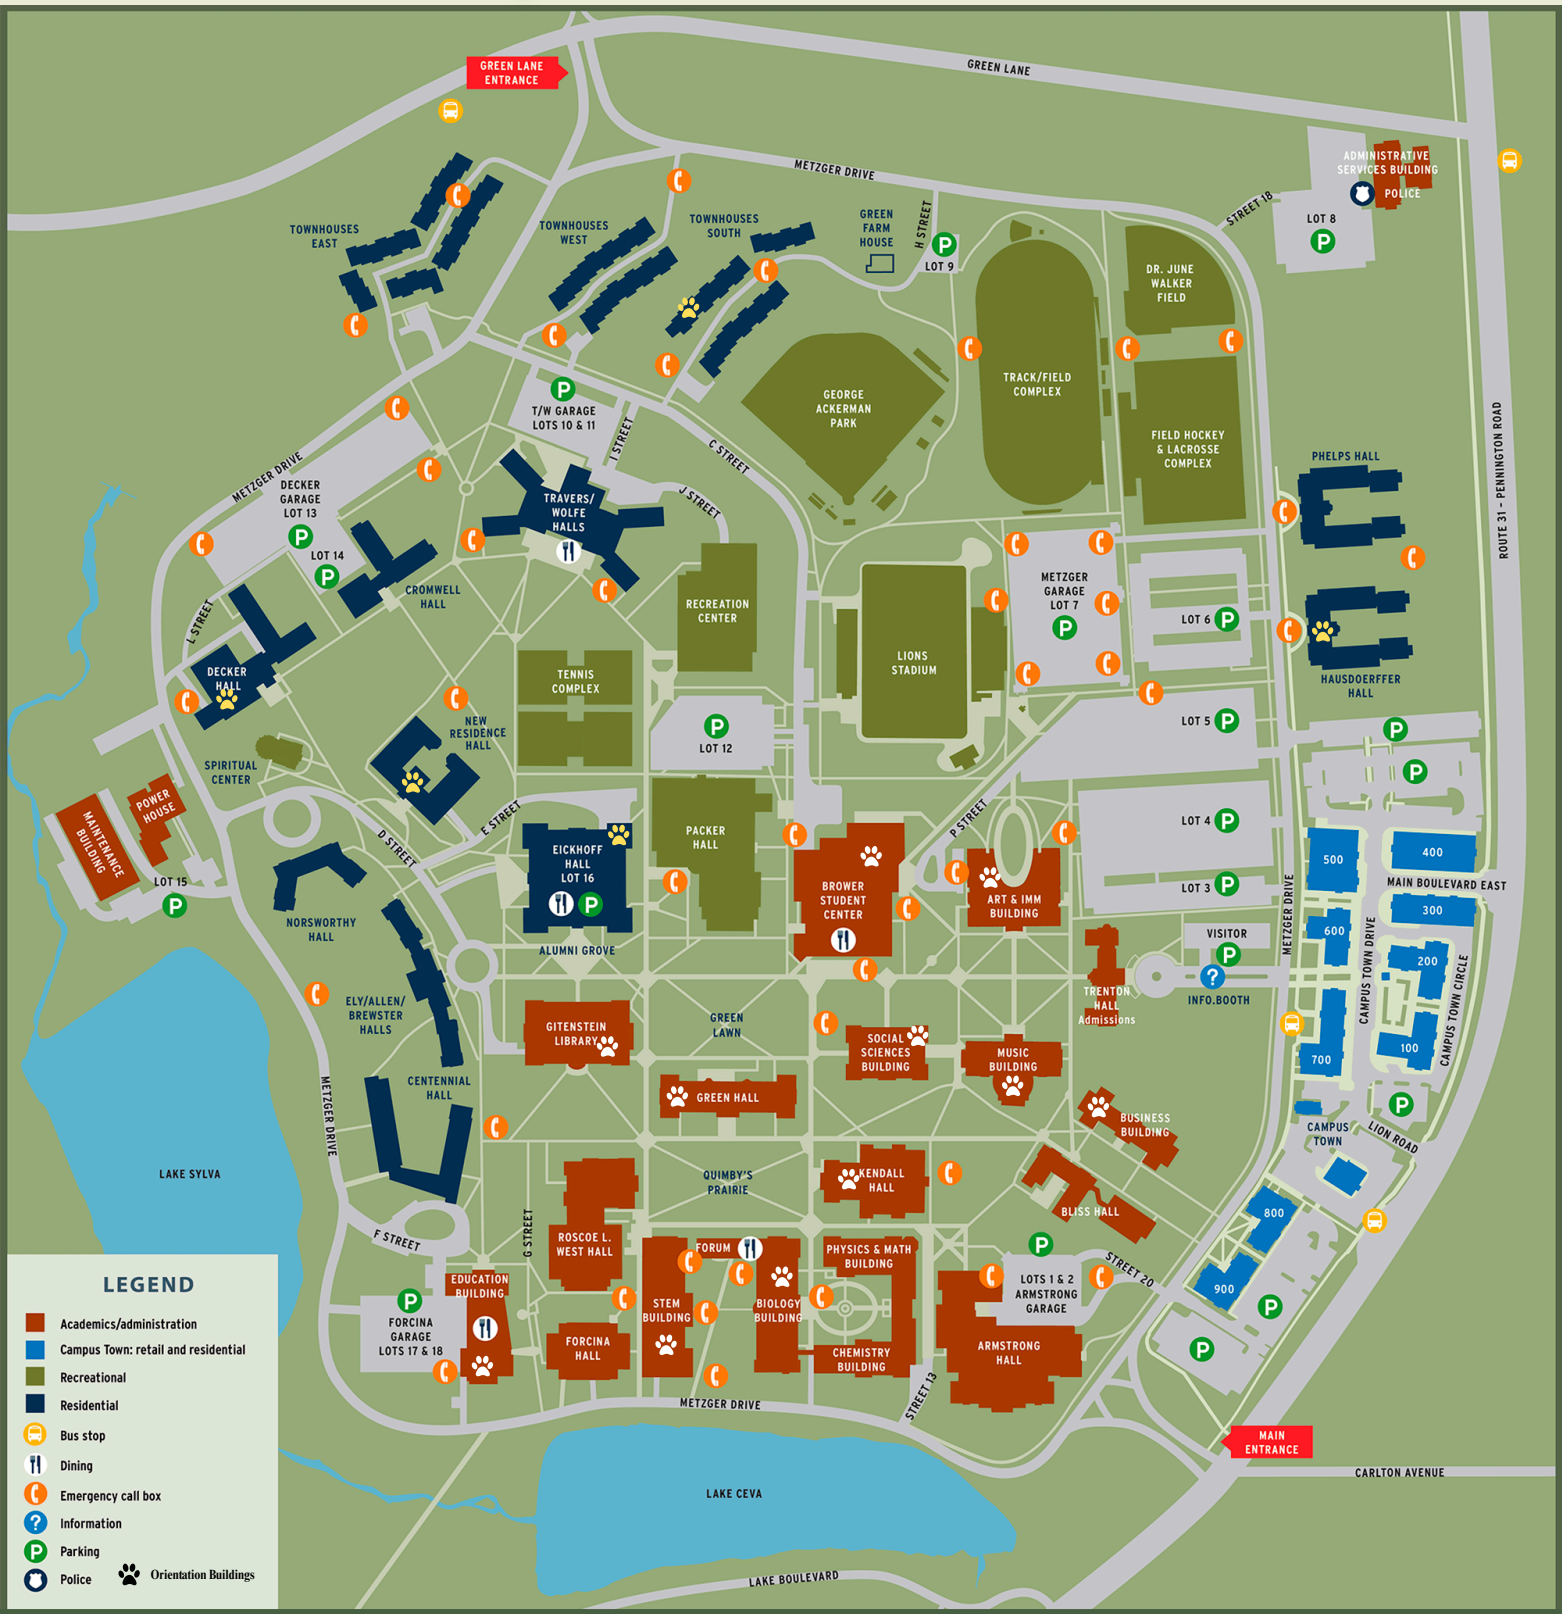 GREEN LANE
ENTRANCE
GREEN LANE
METZGER DRIVE
ADMINISTRATIVE
SERVICES BUILDING
POLICE
STREET 18
LOT 8
P
TOWNHOUSES
EAST
TOWNHOUSES
WEST
TOWNHOUSES
SOUTH
GREEN
FARM
HOUSE
H STREET
P
LOT 9
DR. JUNE
WALKER
FIELD
TRACK/FIELD
COMPLEX
GEORGE
ACKERMAN
PARK
FIELD HOCKEY
& LACROSSE
COMPLEX
P
T/W GARAGE
LOTS 10 & 11
I STREET
C STREET
J STREET
METZGER DRIVE
DECKER
GARAGE
LOT 13
P
LOT 14
P
TRAVERS/
WOLFE
HALLS
CROMWELL
HALL
L STREET
DECKER
HALL
RECREATION
CENTER
LIONS
STADIUM
METZGER
GARAGE
LOT 7
P
LOT 6 P
PHELPS HALL
HAUSDOERFFER
HALL
ROUTE 31 - PENNINGTON ROAD
TENNIS
COMPLEX
NEW
RESIDENCE
HALL
P
LOT 12
LOT 5 P
P
P
SPIRITUAL
CENTER
POWER
HOUSE
MAINTENANCE
BUILDING
LOT 15
P
D STREET
E STREET
EICKHOFF
HALL
LOT 16
P
ALUMNI GROVE
PACKER
HALL
P STREET
BROWER
STUDENT
CENTER
ART & IMM
BUILDING
LOT 4 P
LOT 3 P
500
400
MAIN BOULEVARD EAST
300
600
200
100
700
METZGER DRIVE
CAMPUS TOWN DRIVE
CAMPUS TOWN CIRCLE
VISITOR
P
?
INFO.BOOTH
TRENTON
HALL
Admissions
NORSWORTHY
HALL
ELY/ALLEN/
BREWSTER
HALLS
GITENSTEIN
LIBRARY
GREEN
LAWN
SOCIAL
SCIENCES
BUILDING
MUSIC
BUILDING
CENTENNIAL
HALL
GREEN HALL
BUSINESS
BUILDING
P
CAMPUS
TOWN
LION ROAD
METZGER DRIVE
LAKE SYLVA
QUIMBY'S
PRAIRIE
KENDALL
HALL
BLISS HALL
800
900
P
P
F STREET
G STREET
ROSCOE L.
WEST HALL
FORUM
PHYSICS & MATH
BUILDING
P
LOTS 1 & 2
ARMSTRONG
GARAGE
STREET 20
EDUCATION
BUILDING
P
FORCINA
GARAGE
LOTS 17 & 18
STEM
BUILDING
BIOLOGY
BUILDING
FORCINA
HALL
CHEMISTRY
BUILDING
ARMSTRONG
HALL
STREET 13
METZGER DRIVE
MAIN
ENTRANCE
CARLTON AVENUE
LAKE CEVA
LAKE BOULEVARD
LEGEND
Academics/administration
Campus Town: retail and residential
Recreational
Residential
Bus stop
Dining
Emergency call box
? Information
P Parking
Police
Orientation Buildings